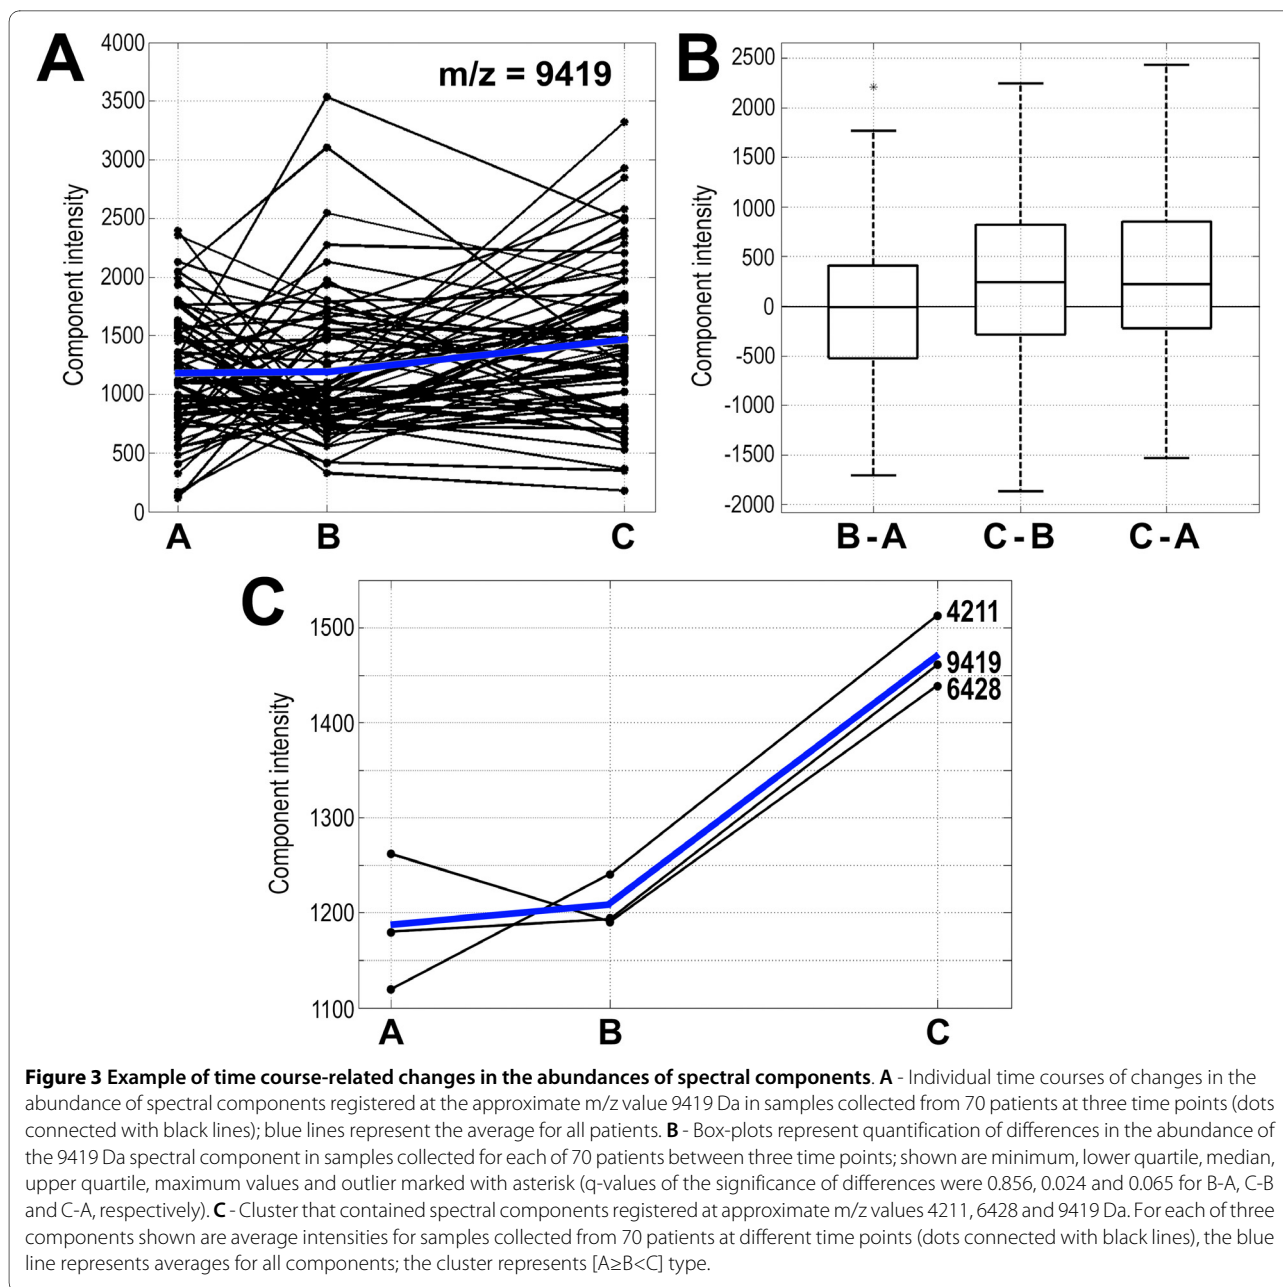 A
m/z = 9419
Component intensity
4000
3500
3000
2500
2000
1500
1000
500
0
A B C
B
Component intensity
2500
2000
1500
1000
500
0
-500
-1000
-1500
-2000
*
B - A C - B C - A
C
Component intensity
1500
1400
1300
1200
1100
4211
9419
6428
A B C
Figure 3 Example of time course-related changes in the abundances of spectral components. A - Individual time courses of changes in the
abundance of spectral components registered at the approximate m/z value 9419 Da in samples collected from 70 patients at three time points (dots
connected with black lines); blue lines represent the average for all patients. B - Box-plots represent quantification of differences in the abundance of
the 9419 Da spectral component in samples collected for each of 70 patients between three time points; shown are minimum, lower quartile, median,
upper quartile, maximum values and outlier marked with asterisk (q-values of the significance of differences were 0.856, 0.024 and 0.065 for B-A, C-B
and C-A, respectively). C - Cluster that contained spectral components registered at approximate m/z values 4211, 6428 and 9419 Da. For each of three
components shown are average intensities for samples collected from 70 patients at different time points (dots connected with black lines), the blue
line represents averages for all components; the cluster represents [A≥B<C] type.